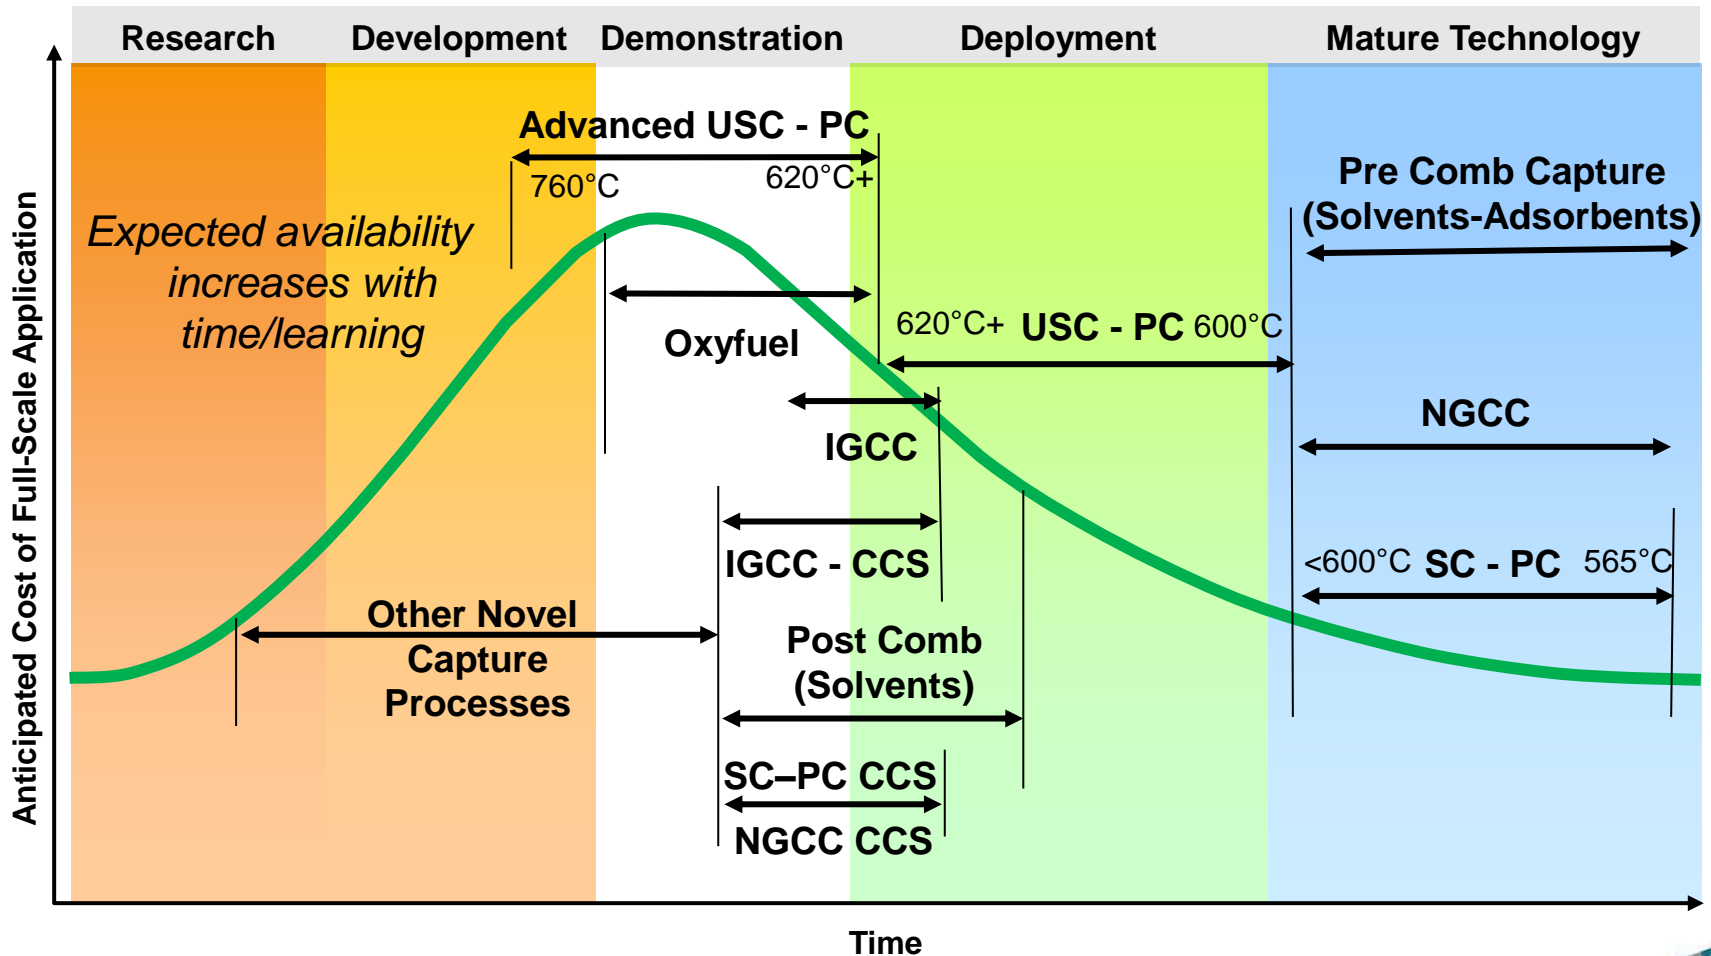 Research Development Demonstration Deployment Mature Technology
Anticipated Cost of Full-Scale Application
Advanced USC - PC
760°C 620°C+
Expected availability
increases with
time/learning
Pre Comb Capture
(Solvents-Adsorbents)
Oxyfuel
620°C+ USC - PC 600°C
IGCC
NGCC
IGCC - CCS
<600°C SC - PC 565°C
Other Novel
Capture
Processes
Post Comb
(Solvents)
SC–PC CCS
NGCC CCS
Time